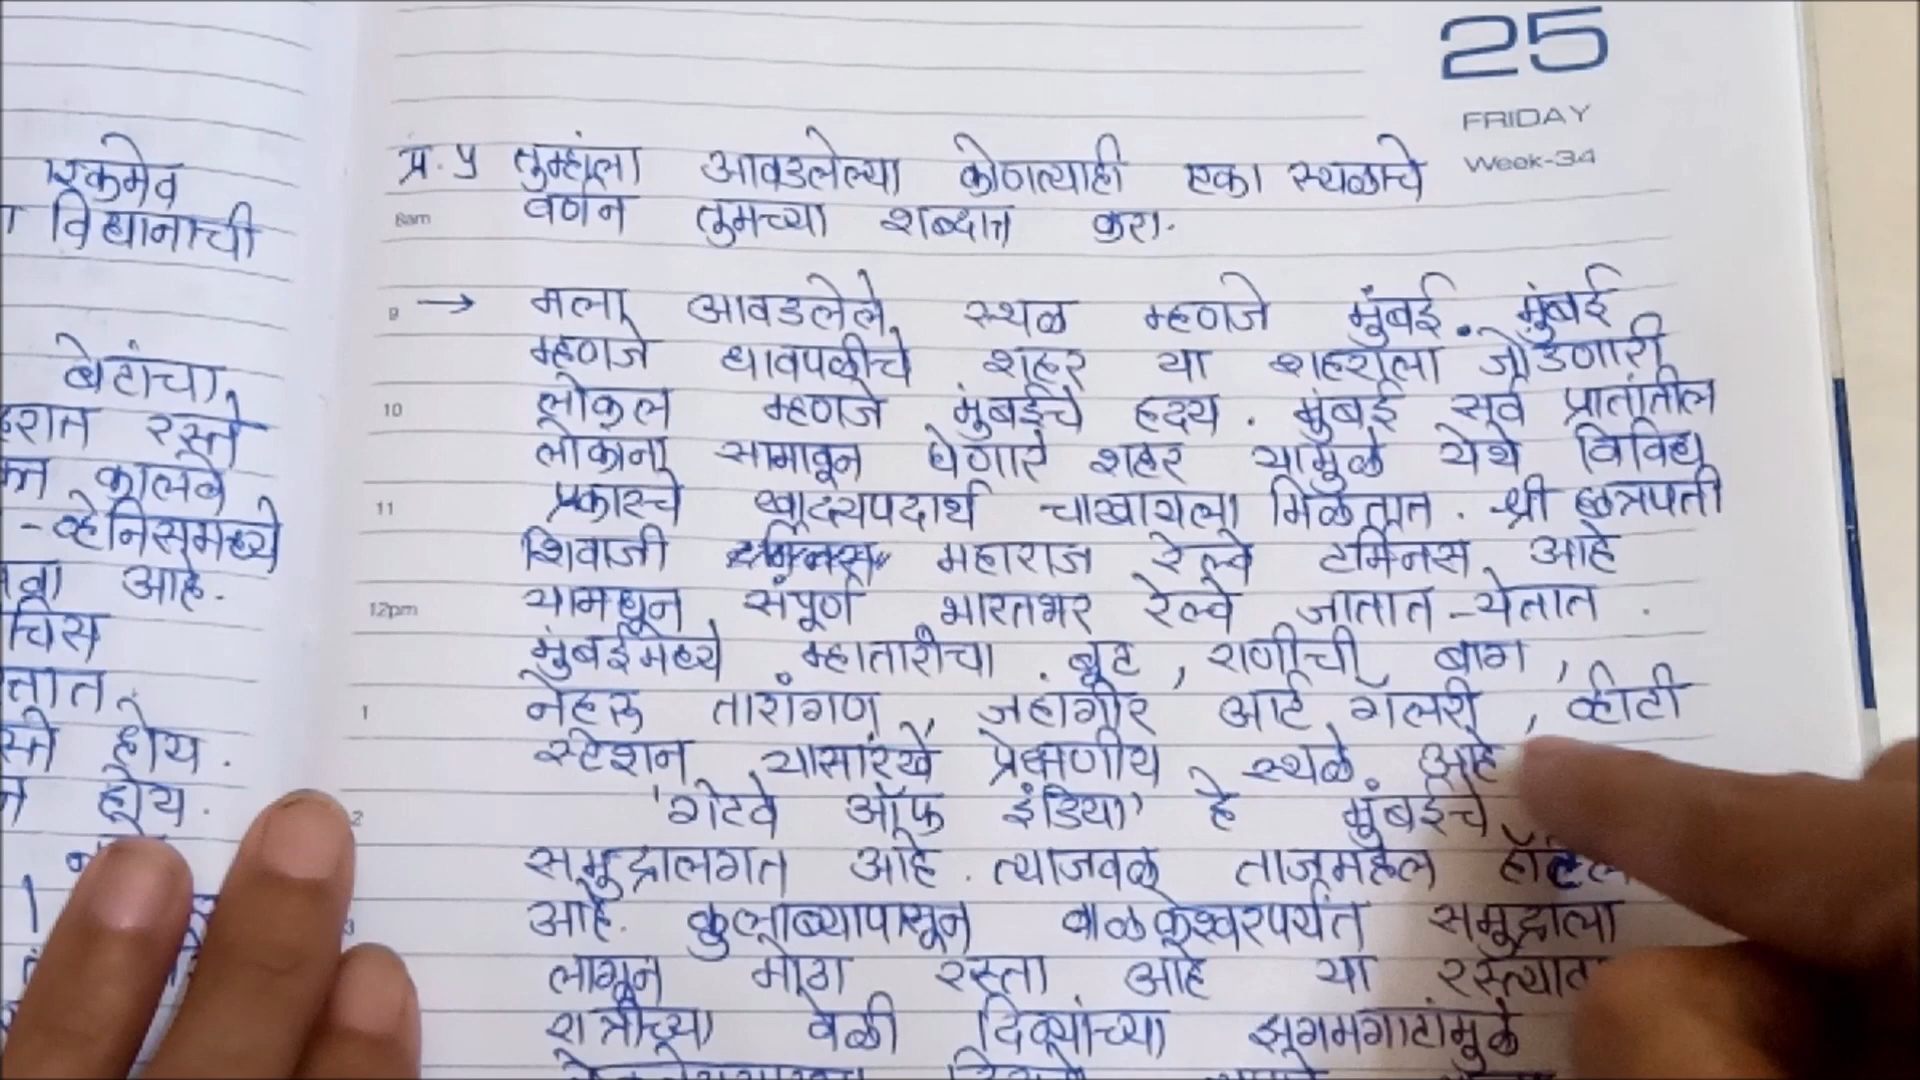 एकमेव
विधानाची
बेटांचा
रस्ते
कालवे
-व्हेनिसमध्ये
आहे.
होय.
होय.
25
FRIDAY
Week-34
प्र. ५ तुम्हांला आवडलेल्या कोणत्याही एका स्थळाचे
8am वर्णन तुमच्या शब्दात करा.
9 → मला आवडलेले स्थळ म्हणजे मुंबई. मुंबई
म्हणजे धावपळीचे शहर या शहराला जोडणारी
10 लोकल म्हणजे मुंबईचे हृदय. मुंबई सर्व प्रातांतील
लोकांना सामावून घेणारे शहर यामुळे येथे विविध
11 प्रकारचे खाद्यपदार्थ चाखायला मिळतात. श्री छत्रपती
शिवाजी महाराज रेल्वे टर्मिनस आहे
12pm यामधून संपूर्ण भारतभर रेल्वे जातात-येतात.
मुंबईमध्ये म्हातारीचा बूट, राणीची बाग,
1 नेहरू तारांगण, जहांगीर आर्ट गॅलरी, व्हीटी
स्टेशन यासारखे प्रेक्षणीय स्थळे आहे
2 'गेटवे ऑफ इंडिया' हे मुंबईचे
समुद्रालगत आहे. त्याजवळ ताजमहल हॉटेल
3 आहे. कुलाब्यापासून वाळकेश्वरपर्यंत समुद्राला
लागून मोठा रस्ता आहे या
रात्रीच्या वेळी दिव्यांच्या झगमगाटामुळे